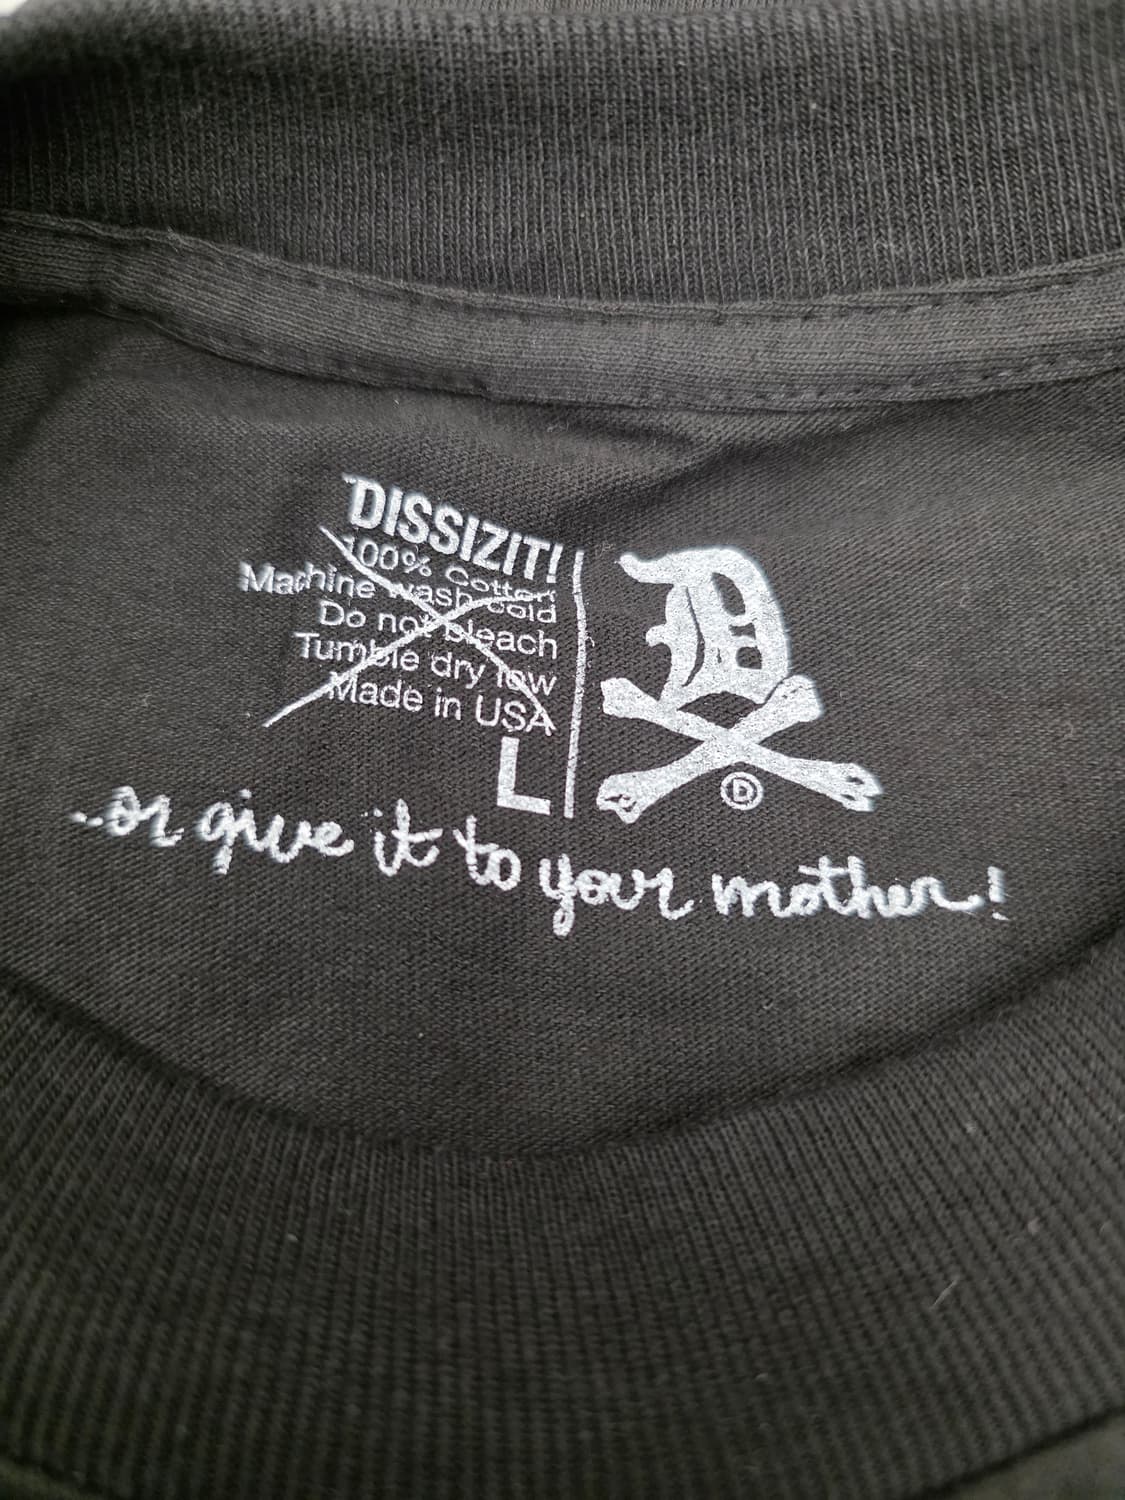 DISSIZIT!
100% Cotton
Machine wash cold
Do not bleach
Tumble dry low
Made in USA
L
D
D
..or give it to your mother!